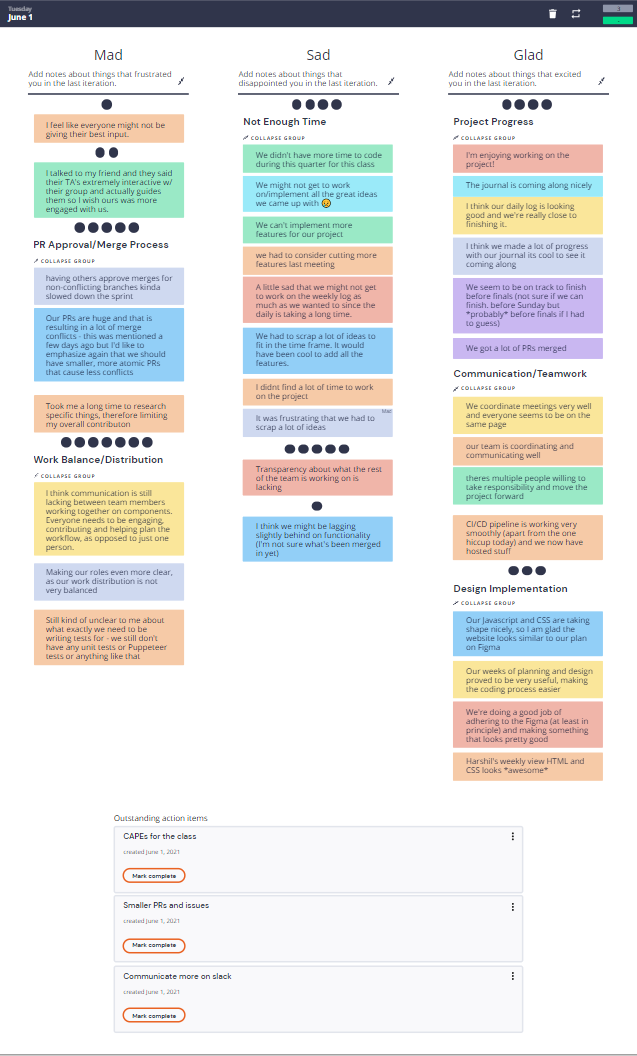 Tuesday
June 1
Mad
Add notes about things that frustrated
you in the last iteration.
I feel like everyone might not be
giving their best input.
I talked to my friend and they said
their TA's extremely interactive w/
their group and actually guides
them so I wish ours was more
engaged with us.
PR Approval/Merge Process
COLLAPSE GROUP
having others approve merges for
non-conflicting branches kinda
slowed down the sprint
Our PRs are huge and that is
resulting in a lot of merge
conflicts - this was mentioned a
few days ago but I'd like to
emphasize again that we should
have smaller, more atomic PRs
that cause less conflicts
Took me a long time to research
specific things, therefore limiting
my overall contributon
Work Balance/Distribution
COLLAPSE GROUP
I think communication is still
lacking between team members
working together on components.
Everyone needs to be engaging,
contributing and helping plan the
workflow, as opposed to just one
person.
Making our roles even more clear,
as our work distribution is not
very balanced
Still kind of unclear to me about
what exactly we need to be
writing tests for - we still don't
have any unit tests or Puppeteer
tests or anything like that
Sad
Add notes about things that
disappointed you in the last iteration.
Not Enough Time
COLLAPSE GROUP
We didn't have more time to code
during this quarter for this class
We might not get to work
on/implement all the great ideas
we came up with
We can't implement more
features for our project
we had to consider cutting more
features last meeting
A little sad that we might not get
to work on the weekly log as
much as we wanted to since the
daily is taking a long time.
We had to scrap a lot of ideas to
fit in the time frame. It would
have been cool to add all the
features.
I didnt find a lot of time to work
on the project
Mad
It was frustrating that we had to
scrap a lot of ideas
Transparency about what the rest
of the team is working on is
lacking
I think we might be lagging
slightly behind on functionality
(I'm not sure what's been merged
in yet)
Glad
Add notes about things that excited
you in the last iteration.
Project Progress
COLLAPSE GROUP
I'm enjoying working on the
project!
The journal is coming along nicely
I think our daily log is looking
good and we're really close to
finishing it.
I think we made a lot of progress
with our journal its cool to see it
coming along
We seem to be on track to finish
before finals (not sure if we can
finish. before Sunday but
*probably* before finals if I had
to guess)
We got a lot of PRs merged
Communication/Teamwork
COLLAPSE GROUP
We coordinate meetings very well
and everyone seems to be on the
same page
our team is coordinating and
communicating well
theres multiple people willing to
take responsibility and move the
project forward
CI/CD pipeline is working very
smoothly (apart from the one
hiccup today) and we now have
hosted stuff
Design Implementation
COLLAPSE GROUP
Our Javascript and CSS are taking
shape nicely, so I am glad the
website looks similar to our plan
on Figma
Our weeks of planning and design
proved to be very useful, making
the coding process easier
We're doing a good job of
adhering to the Figma (at least in
principle) and making something
that looks pretty good
Harshil's weekly view HTML and
CSS looks *awesome*
Outstanding action items
CAPEs for the class
created June 1, 2021
Mark complete
Smaller PRs and issues
created June 1, 2021
Mark complete
Communicate more on slack
created June 1, 2021
Mark complete